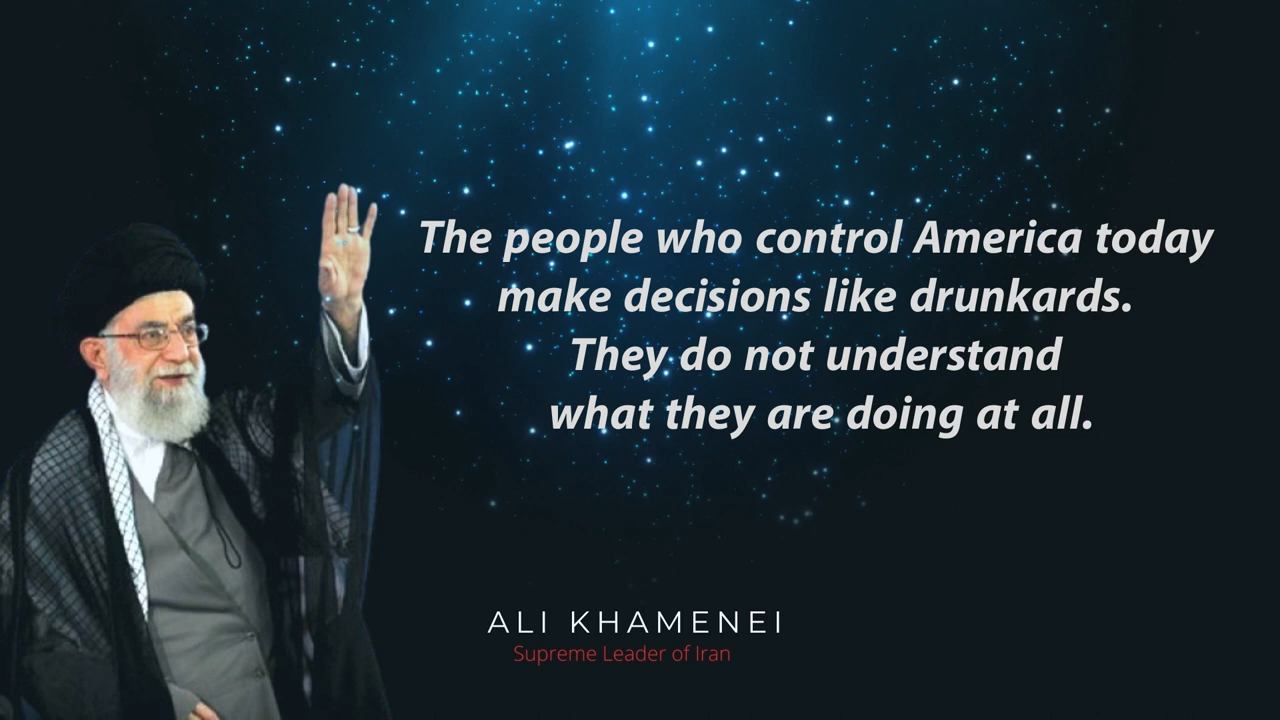 The people who control America today
make decisions like drunkards.
They do not understand
what they are doing at all.
ALI KHAMENEI
Supreme Leader of Iran